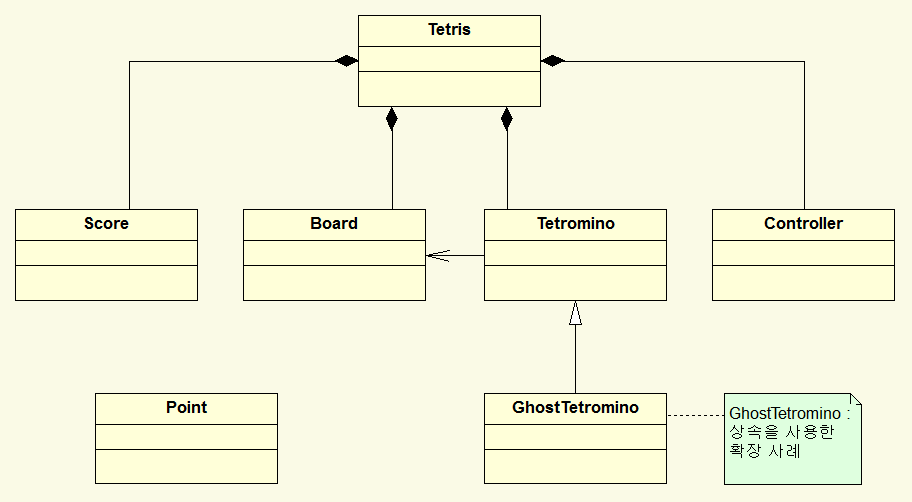 Tetris
Score
Board
Tetromino
Controller
Point
GhostTetromino
GhostTetromino :
상속을 사용한
확장 사례